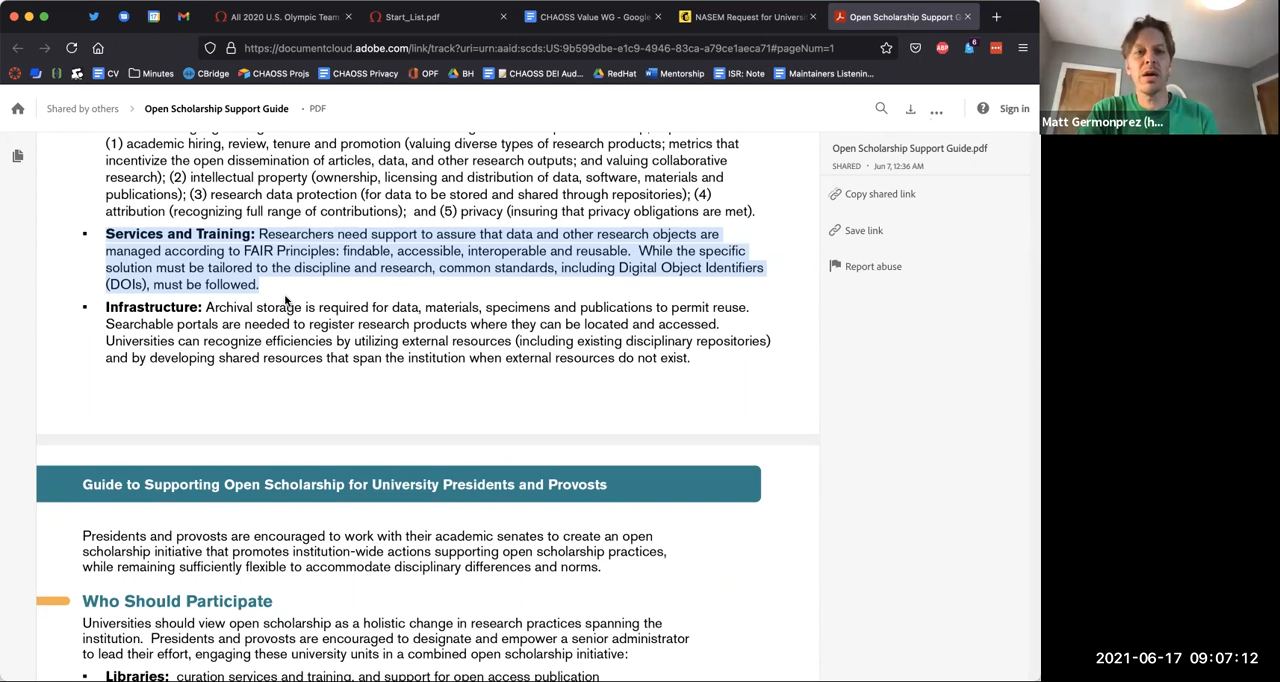 All 2020 U.S. Olympic Team
Start_List.pdf
CHAOSS Value WG - Google
NASEM Request for Univers
Open Scholarship Support G
https://documentcloud.adobe.com/link/track?uri=urn:aaid:scds:US:9b599dbe-e1c9-4946-83ca-a79ce1aeca71#pageNum=1
ABP
6
CV
Minutes
CBridge
CHAOSS Projs
CHAOSS Privacy
OPF
BH
CHAOSS DEI Aud...
RedHat
Mentorship
ISR: Note
Maintainers Listenin...
Matt Germonprez (h...
Shared by others
Open Scholarship Support Guide
PDF
Sign in
(1) academic hiring, review, tenure and promotion (valuing diverse types of research products; metrics that
incentivize the open dissemination of articles, data, and other research outputs; and valuing collaborative
research); (2) intellectual property (ownership, licensing and distribution of data, software, materials and
publications); (3) research data protection (for data to be stored and shared through repositories); (4)
attribution (recognizing full range of contributions); and (5) privacy (insuring that privacy obligations are met).
▪ Services and Training: Researchers need support to assure that data and other research objects are
managed according to FAIR Principles: findable, accessible, interoperable and reusable. While the specific
solution must be tailored to the discipline and research, common standards, including Digital Object Identifiers
(DOIs), must be followed.
▪ Infrastructure: Archival storage is required for data, materials, specimens and publications to permit reuse.
Searchable portals are needed to register research products where they can be located and accessed.
Universities can recognize efficiencies by utilizing external resources (including existing disciplinary repositories)
and by developing shared resources that span the institution when external resources do not exist.
Open Scholarship Support Guide.pdf
SHARED • Jun 7, 12:36 AM
Copy shared link
Save link
Report abuse
Guide to Supporting Open Scholarship for University Presidents and Provosts
Presidents and provosts are encouraged to work with their academic senates to create an open
scholarship initiative that promotes institution-wide actions supporting open scholarship practices,
while remaining sufficiently flexible to accommodate disciplinary differences and norms.
Who Should Participate
Universities should view open scholarship as a holistic change in research practices spanning the
institution. Presidents and provosts are encouraged to designate and empower a senior administrator
to lead their effort, engaging these university units in a combined open scholarship initiative:
▪ Libraries: curation services and training, and support for open access publication
2021-06-17 09:07:12